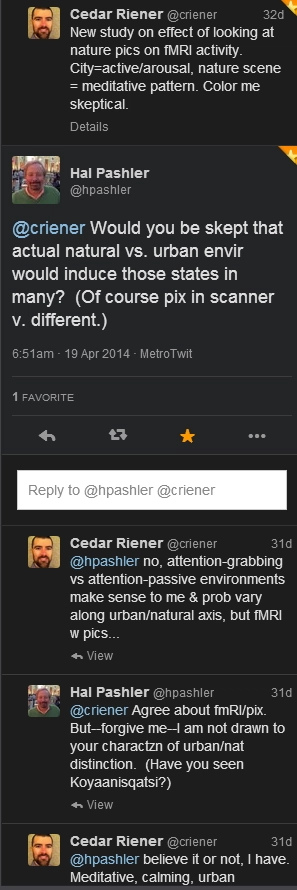 Cedar Riener @criener 32d
New study on effect of looking at
nature pics on fMRI activity.
City=active/arousal, nature scene
= meditative pattern. Color me
skeptical.
Details
Hal Pashler
@hpashler
@criener Would you be skept that
actual natural vs. urban envir
would induce those states in
many? (Of course pix in scanner
v. different.)
6:51am · 19 Apr 2014 · MetroTwit
1 FAVORITE
Reply to @hpashler @criener
Cedar Riener @criener 31d
@hpashler no, attention-grabbing
vs attention-passive environments
make sense to me & prob vary
along urban/natural axis, but fMRI
w pics...
View
Hal Pashler @hpashler 31d
@criener Agree about fmRI/pix.
But--forgive me--I am not drawn to
your charactzn of urban/nat
distinction. (Have you seen
Koyaanisqatsi?)
View
Cedar Riener @criener 31d
@hpashler believe it or not, I have.
Meditative, calming, urban